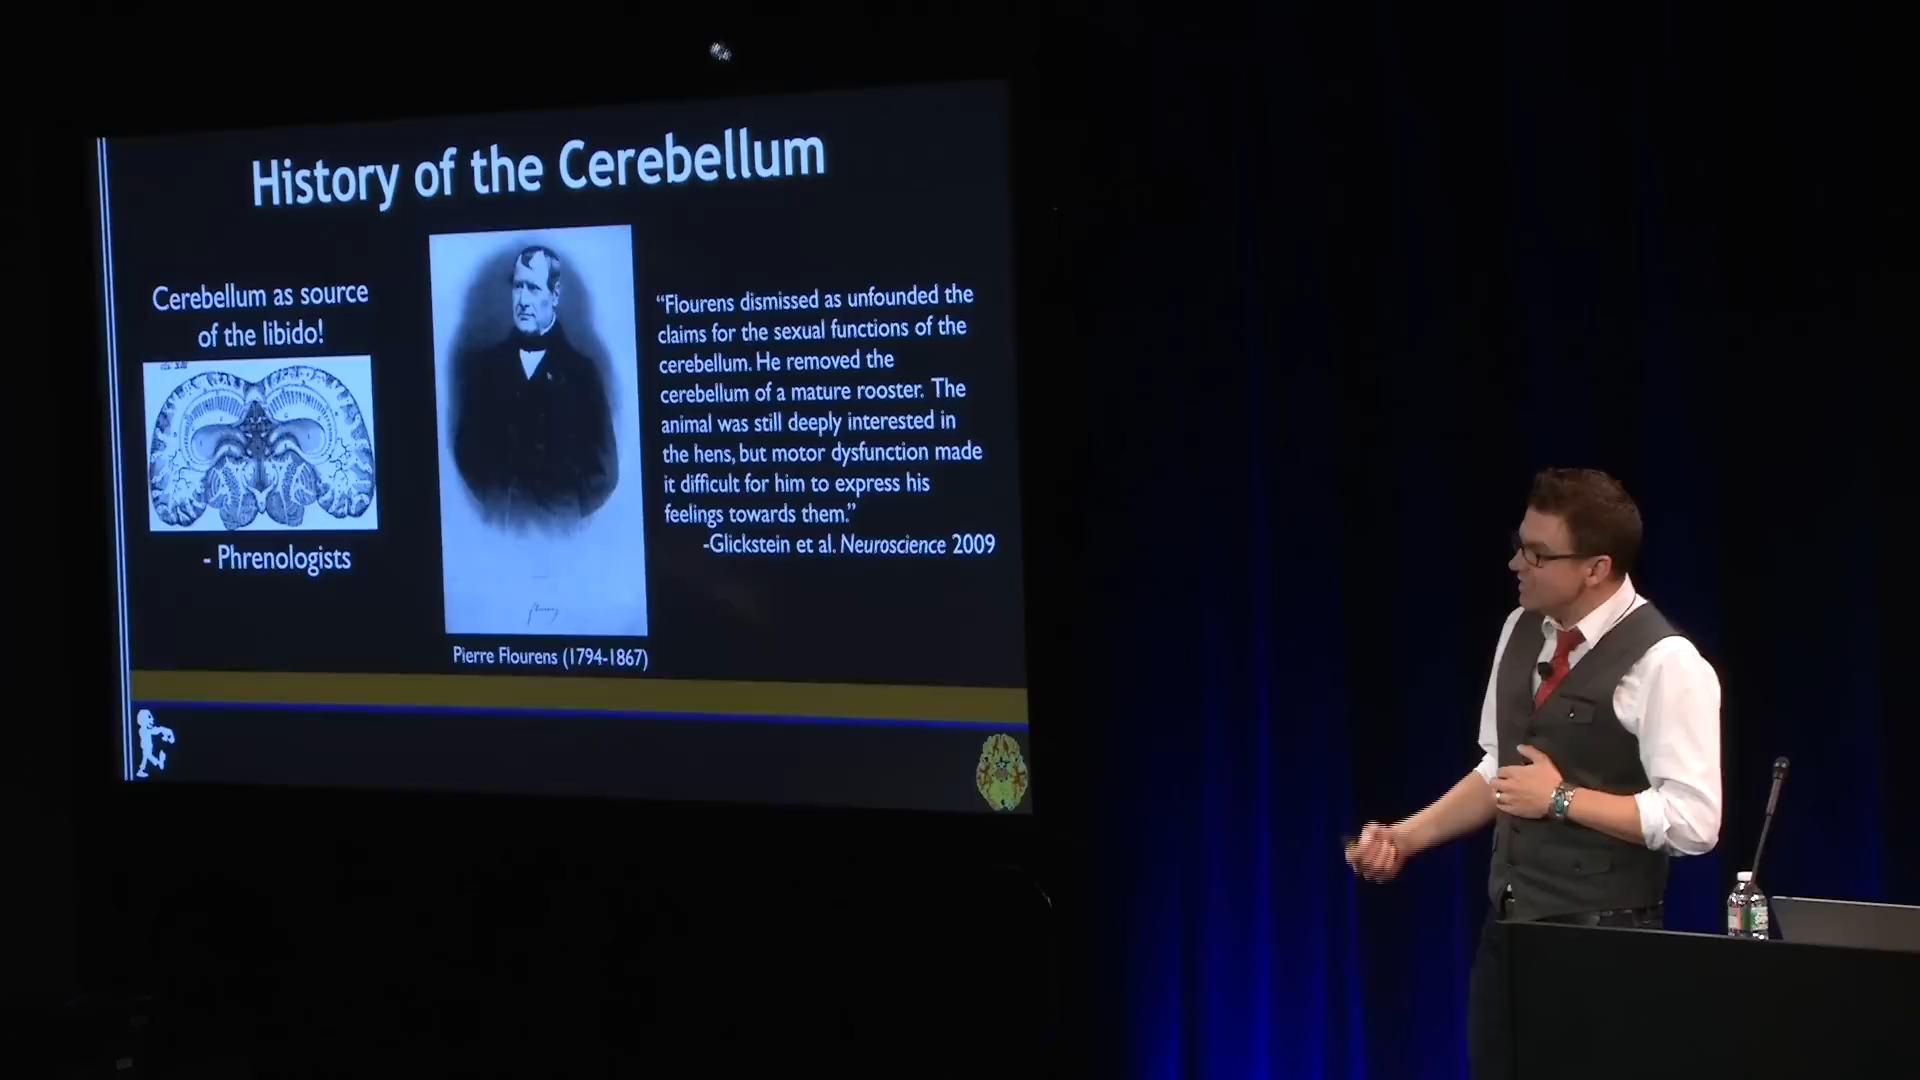 History of the Cerebellum
Cerebellum as source
of the libido!
- Phrenologists
Pierre Flourens (1794-1867)
“Flourens dismissed as unfounded the
claims for the sexual functions of the
cerebellum. He removed the
cerebellum of a mature rooster. The
animal was still deeply interested in
the hens, but motor dysfunction made
it difficult for him to express his
feelings towards them.”
-Glickstein et al. Neuroscience 2009